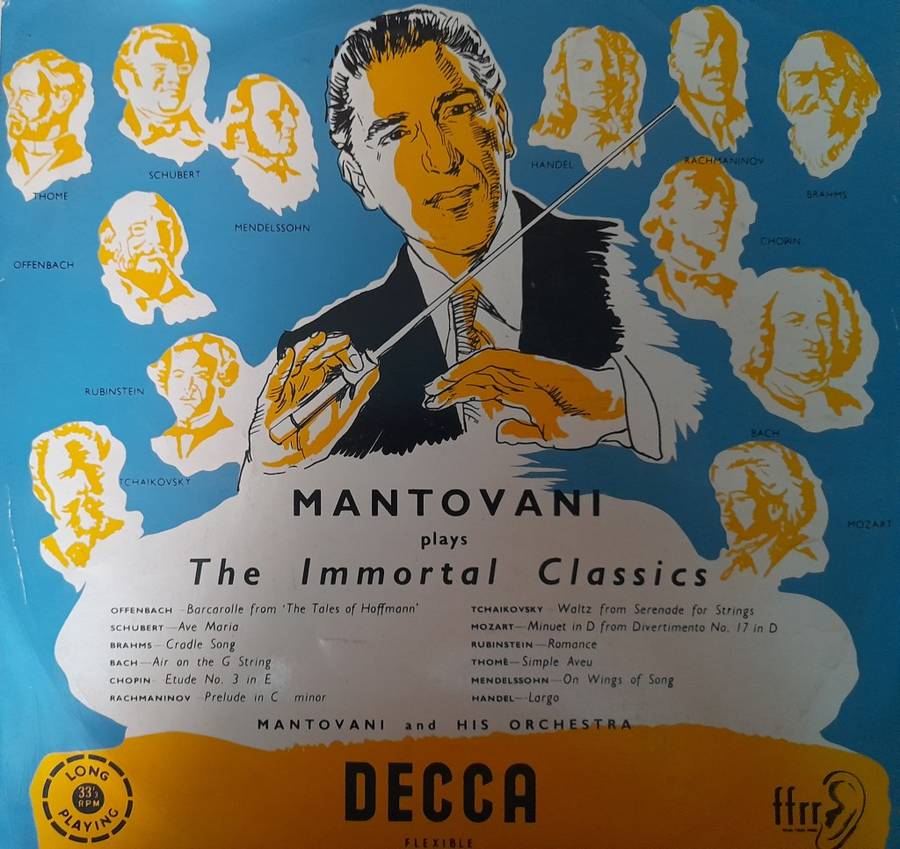 THOME
SCHUBERT
MENDELSSOHN
HANDEL
RACHMANINOV
BRAHMS
OFFENBACH
CHOPIN
RUBINSTEIN
BACH
TCHAIKOVSKY
MOZART
MANTOVANI
plays
The Immortal Classics
OFFENBACH—Barcarolle from 'The Tales of Hoffmann'
SCHUBERT—Ave Maria
BRAHMS—Cradle Song
BACH—Air on the G String
CHOPIN—Etude No. 3 in E
RACHMANINOV—Prelude in C minor
TCHAIKOVSKY—Waltz from Serenade for Strings
MOZART—Minuet in D from Divertimento No. 17 in D
RUBINSTEIN—Romance
THOMÉ—Simple Aveu
MENDELSSOHN—On Wings of Song
HANDEL—Largo
MANTOVANI and HIS ORCHESTRA
LONG
33⅓
RPM
PLAYING
DECCA
ffrr
FLEXIBLE